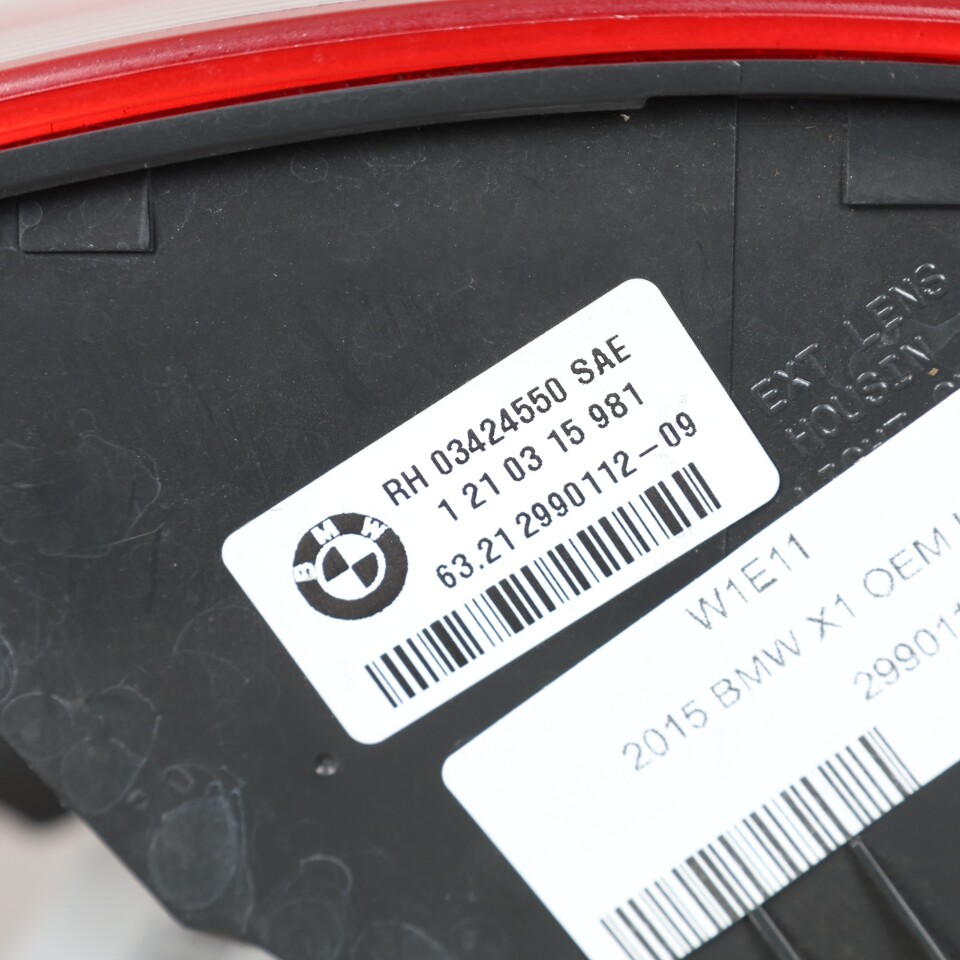 RH 03424550 SAE
1 21 03 15 981
63.21 2990112-09
BMW
EXT LENS
HOUSIN
W1E11
2015 BMW X1 OEM
299011